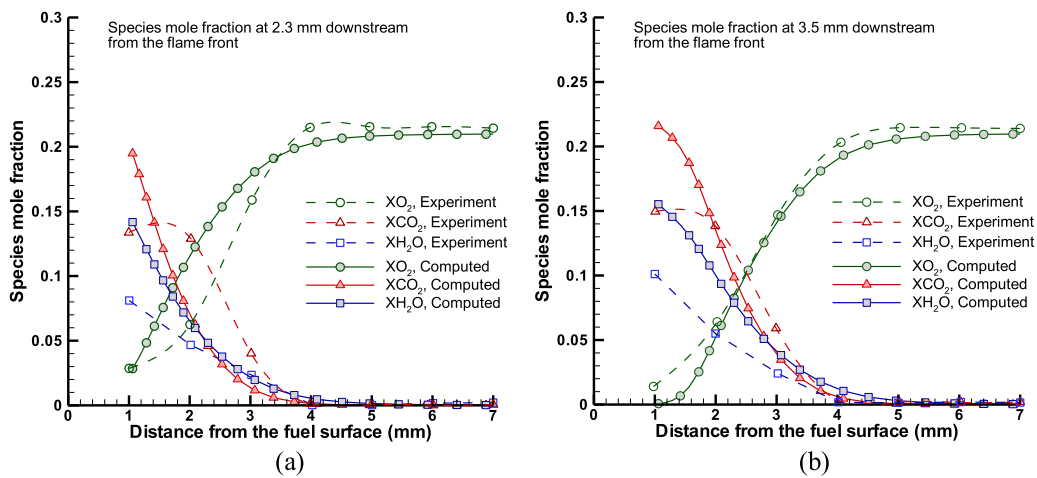 Species mole fraction at 2.3 mm downstream
from the flame front
Species mole fraction
0.3
0.25
0.2
0.15
0.1
0.05
0
XO2, Experiment
XCO2, Experiment
XH2O, Experiment
XO2, Computed
XCO2, Computed
XH2O, Computed
0 1 2 3 4 5 6 7
Distance from the fuel surface (mm)
(a)
Species mole fraction at 3.5 mm downstream
from the flame front
Species mole fraction
0.3
0.25
0.2
0.15
0.1
0.05
0
XO2, Experiment
XCO2, Experiment
XH2O, Experiment
XO2, Computed
XCO2, Computed
XH2O, Computed
0 1 2 3 4 5 6 7
Distance from the fuel surface (mm)
(b)